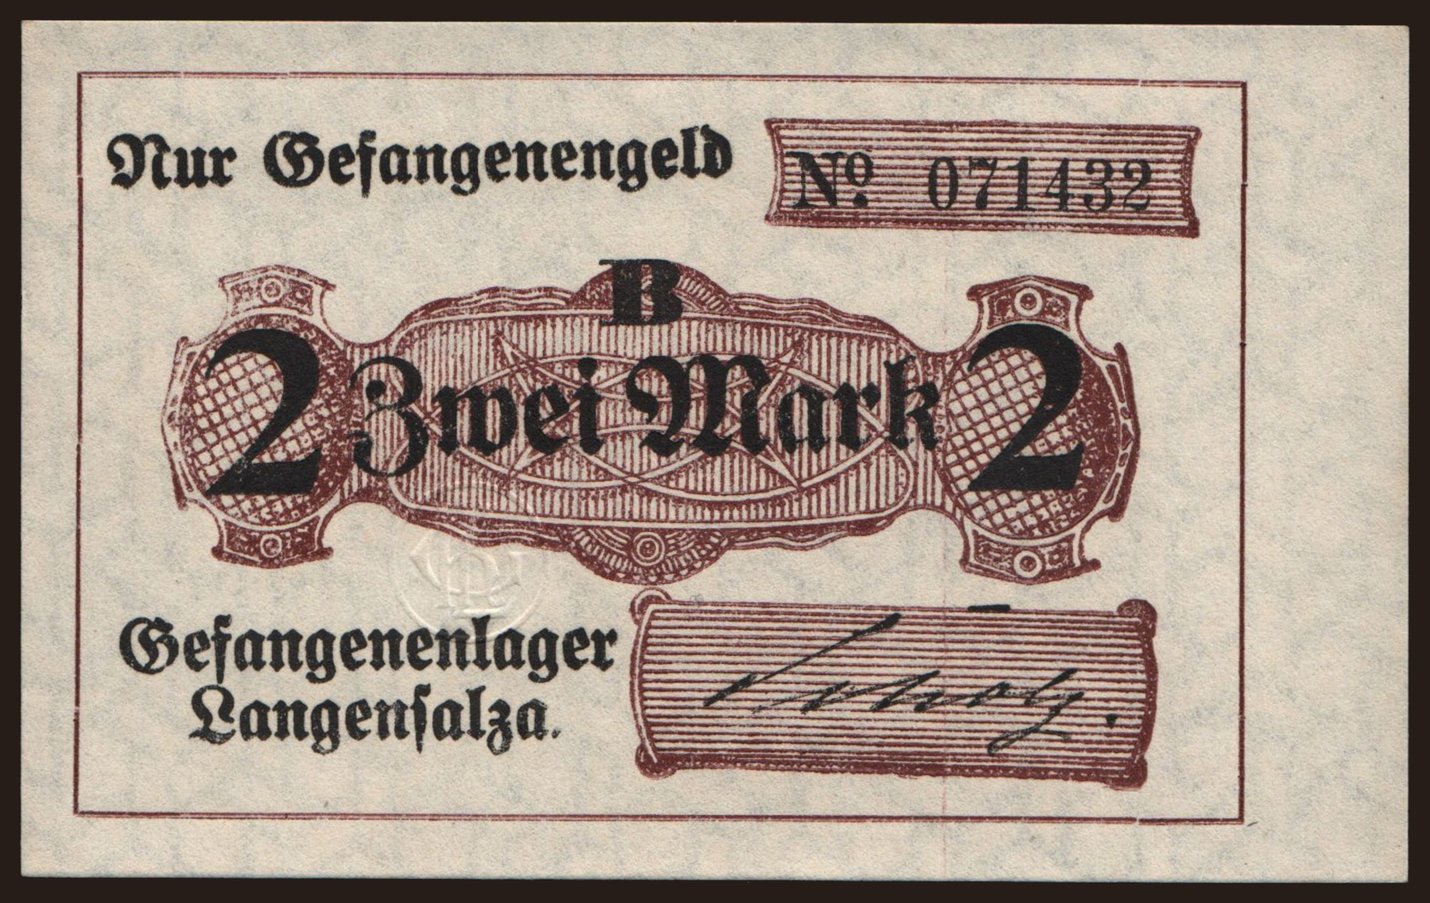 Nur Gefangenengeld
No. 071432
B
2 Zwei Mark 2
Gefangenenlager
Langensalza.